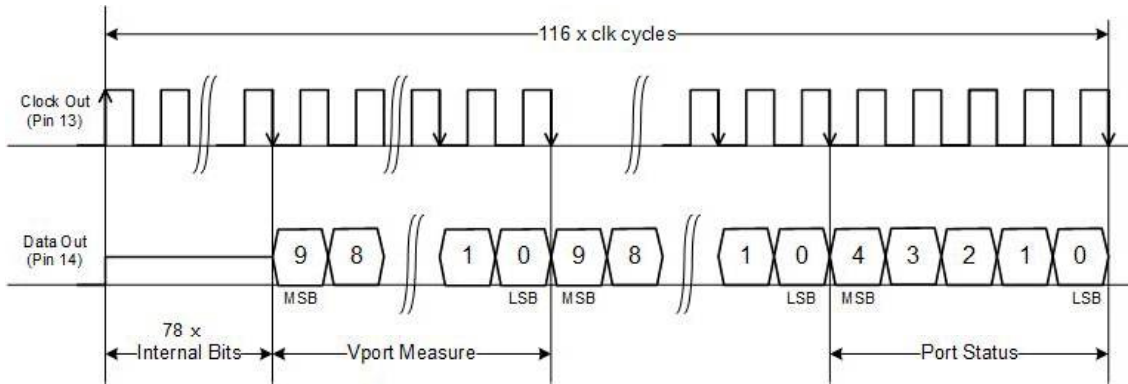 116 x clk cycles
Clock Out
(Pin 13)
Data Out
(Pin 14)
9 8 1 0 9 8 1 0 4 3 2 1 0
MSB LSB MSB LSB MSB LSB
78 x
Internal Bits Vport Measure Port Status